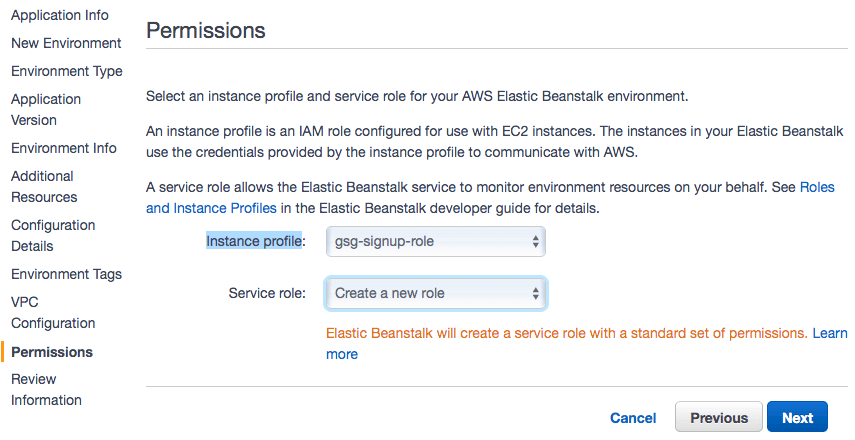 Application Info
New Environment
Environment Type
Application
Version
Environment Info
Additional
Resources
Configuration
Details
Environment Tags
VPC
Configuration
Permissions
Review
Information
Permissions
Select an instance profile and service role for your AWS Elastic Beanstalk environment.
An instance profile is an IAM role configured for use with EC2 instances. The instances in your Elastic Beanstalk
use the credentials provided by the instance profile to communicate with AWS.
A service role allows the Elastic Beanstalk service to monitor environment resources on your behalf. See Roles
and Instance Profiles in the Elastic Beanstalk developer guide for details.
Instance profile: gsg-signup-role
Service role: Create a new role
Elastic Beanstalk will create a service role with a standard set of permissions. Learn
more
Cancel Previous Next